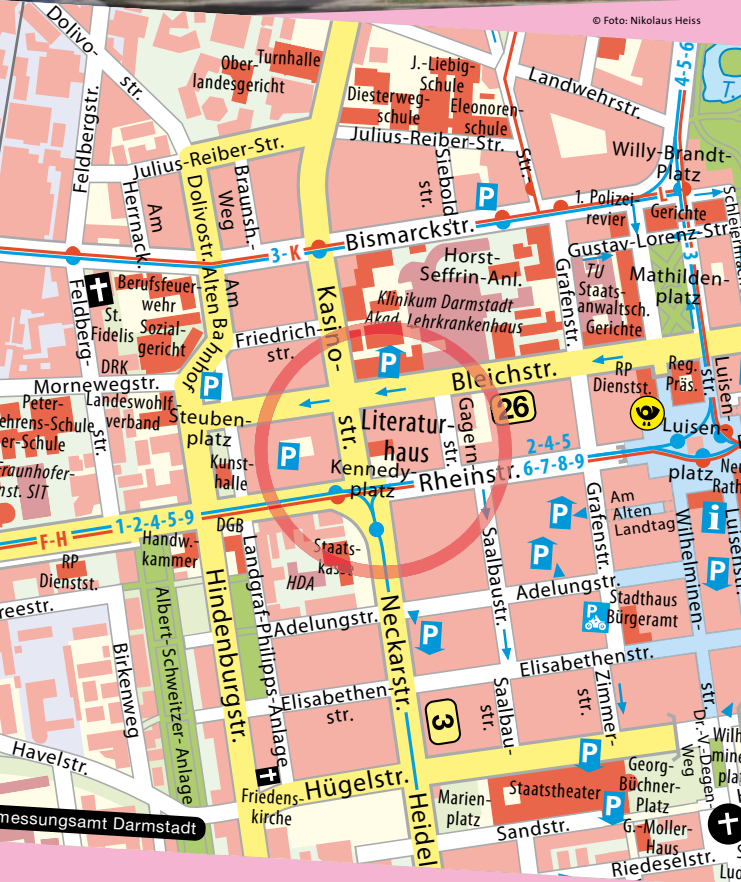 © Foto: Nikolaus Heiss
Dolivo-
str.
Feldbergstr.
Ober-
landesgericht
Turnhalle
J.-Liebig-
Schule
Diesterweg-
schule
Eleonoren-
schule
Landwehrstr.
4-5-6
Julius-Reiber-Str.
Julius-Reiber-Str.
Siebold
str.
Str.
P
Willy-Brandt-
Platz
L
1. Polizei-
revier
Gerichte
Gustav-Lorenz-Str.
Am
Herrnack.
Dolivostr.
Braunsh.-
Weg
Bismarckstr.
3-K
Horst-
Seffrin-Anl.
Klinikum Darmstadt
Akad. Lehrkrankenhaus
Grafenstr.
TU
Staats-
anwaltsch.
Gerichte
Mathilden-
platz
Feldberg-
str.
St.
Fidelis
Berufsfeuer-
wehr
Sozial-
gericht
DRK
Am
Alten Bahnhof
Friedrich-
str.
Kasino-
str.
P
Mornewegstr.
P
Bleichstr.
26
RP
Dienstst.
Reg.
Präs.
Luisen-
str.
Landeswohlf.-
verband
Steuben-
platz
Kunst-
halle
P
Literatur-
haus
Kennedy-
platz
Gagern
str.
Luisen-
platz
Rheinstr.
2-4-5
6-7-8-9
1-2-4-5-9
F-H
DGB
Handw.-
kammer
RP
Dienstst.
Staats-
kasse
HDA
Saalbaustr.
P
P
Grafenstr.
Am
Alten
Landtag
Wilhelminen-
str.
Luisenstr.
i
P
Adelungstr.
Adelungstr.
P
Stadthaus
Bürgeramt
Birkenweg
Albert-Schweitzer-Anlage
Hindenburgstr.
Landgraf-Philipps-Anlage
Neckarstr.
P
Elisabethenstr.
Elisabethen-
str.
3
Saalbau-
str.
Zimmer-
str.
Havelstr.
Friedens-
kirche
Hügelstr.
Heidel
Marien-
platz
Staatstheater
P
P
Georg-
Büchner-
Platz
Dr.-V.-Degen-
Weg
G.-Moller-
Haus
Sandstr.
Riedeselstr.
messungsamt Darmstadt